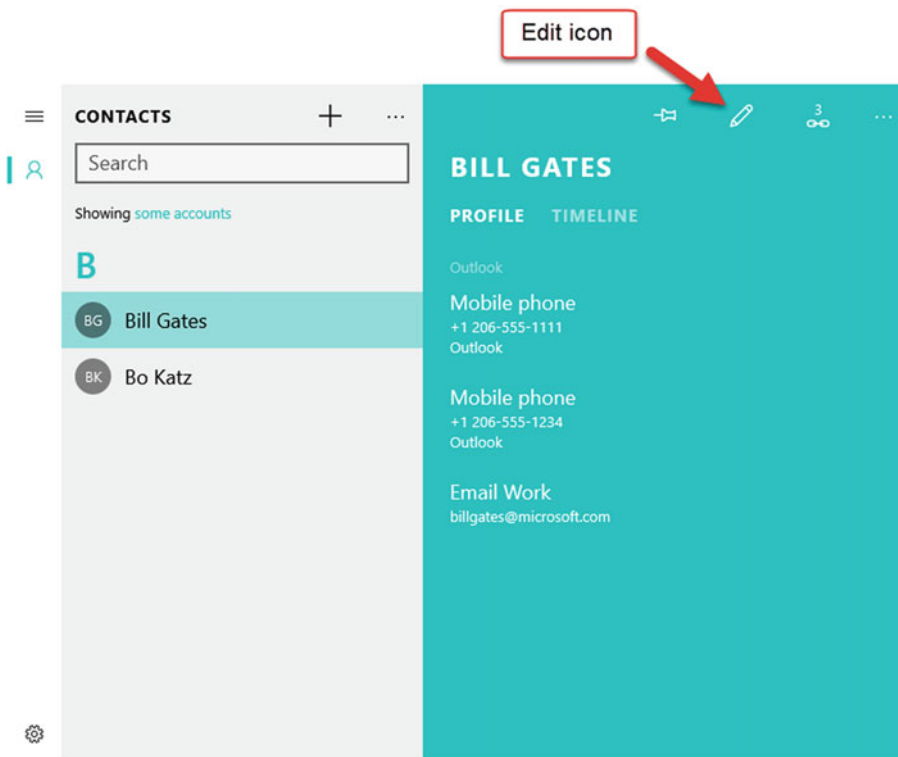 Edit icon
CONTACTS
Search
Showing some accounts
B
BG Bill Gates
BK Bo Katz
3
BILL GATES
PROFILE TIMELINE
Outlook
Mobile phone
+1 206-555-1111
Outlook
Mobile phone
+1 206-555-1234
Outlook
Email Work
billgates@microsoft.com